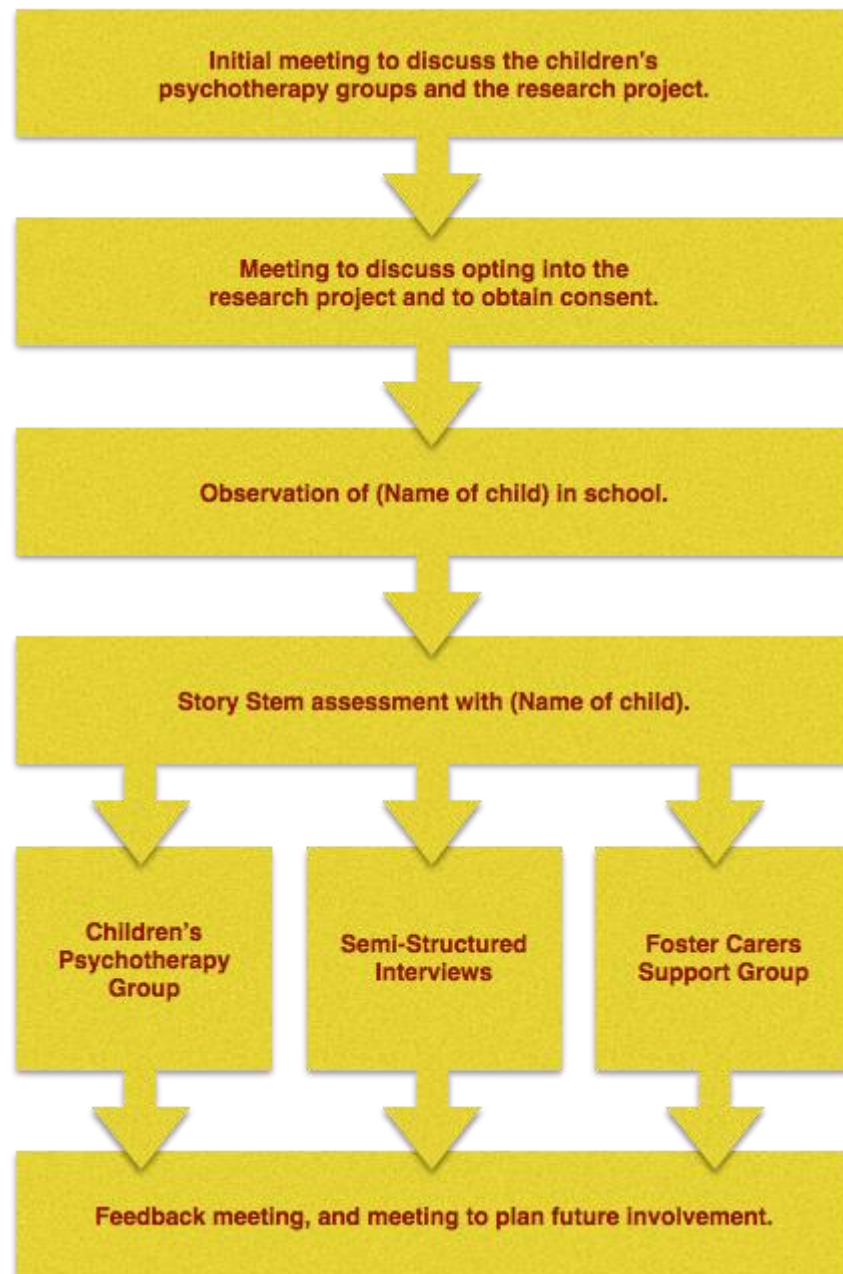 Initial meeting to discuss the children’s
psychotherapy groups and the research project.
Meeting to discuss opting into the
research project and to obtain consent.
Observation of (Name of child) in school.
Story Stem assessment with (Name of child).
Children’s
Psychotherapy
Group
Semi-Structured
Interviews
Foster Carers
Support Group
Feedback meeting, and meeting to plan future involvement.